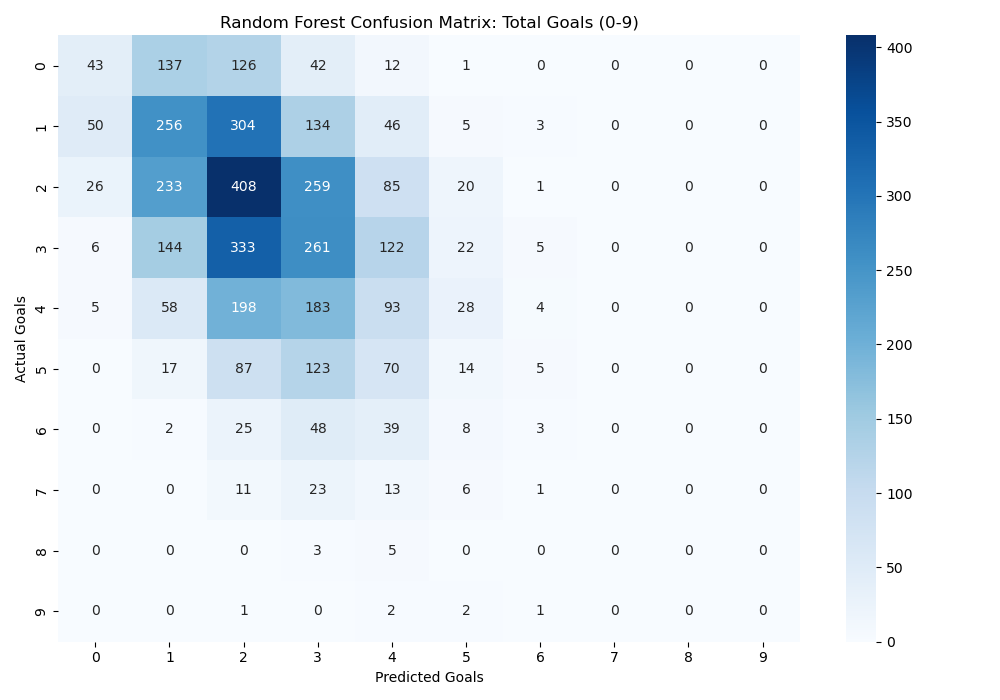 Random Forest Confusion Matrix: Total Goals (0-9)
0 43 137 126 42 12 1 0 0 0 0
1 50 256 304 134 46 5 3 0 0 0
2 26 233 408 259 85 20 1 0 0 0
3 6 144 333 261 122 22 5 0 0 0
4 5 58 198 183 93 28 4 0 0 0
5 0 17 87 123 70 14 5 0 0 0
6 0 2 25 48 39 8 3 0 0 0
7 0 0 11 23 13 6 1 0 0 0
8 0 0 0 3 5 0 0 0 0 0
9 0 0 1 0 2 2 1 0 0 0
0 1 2 3 4 5 6 7 8 9
Predicted Goals
Actual Goals
400
350
300
250
200
150
100
50
0